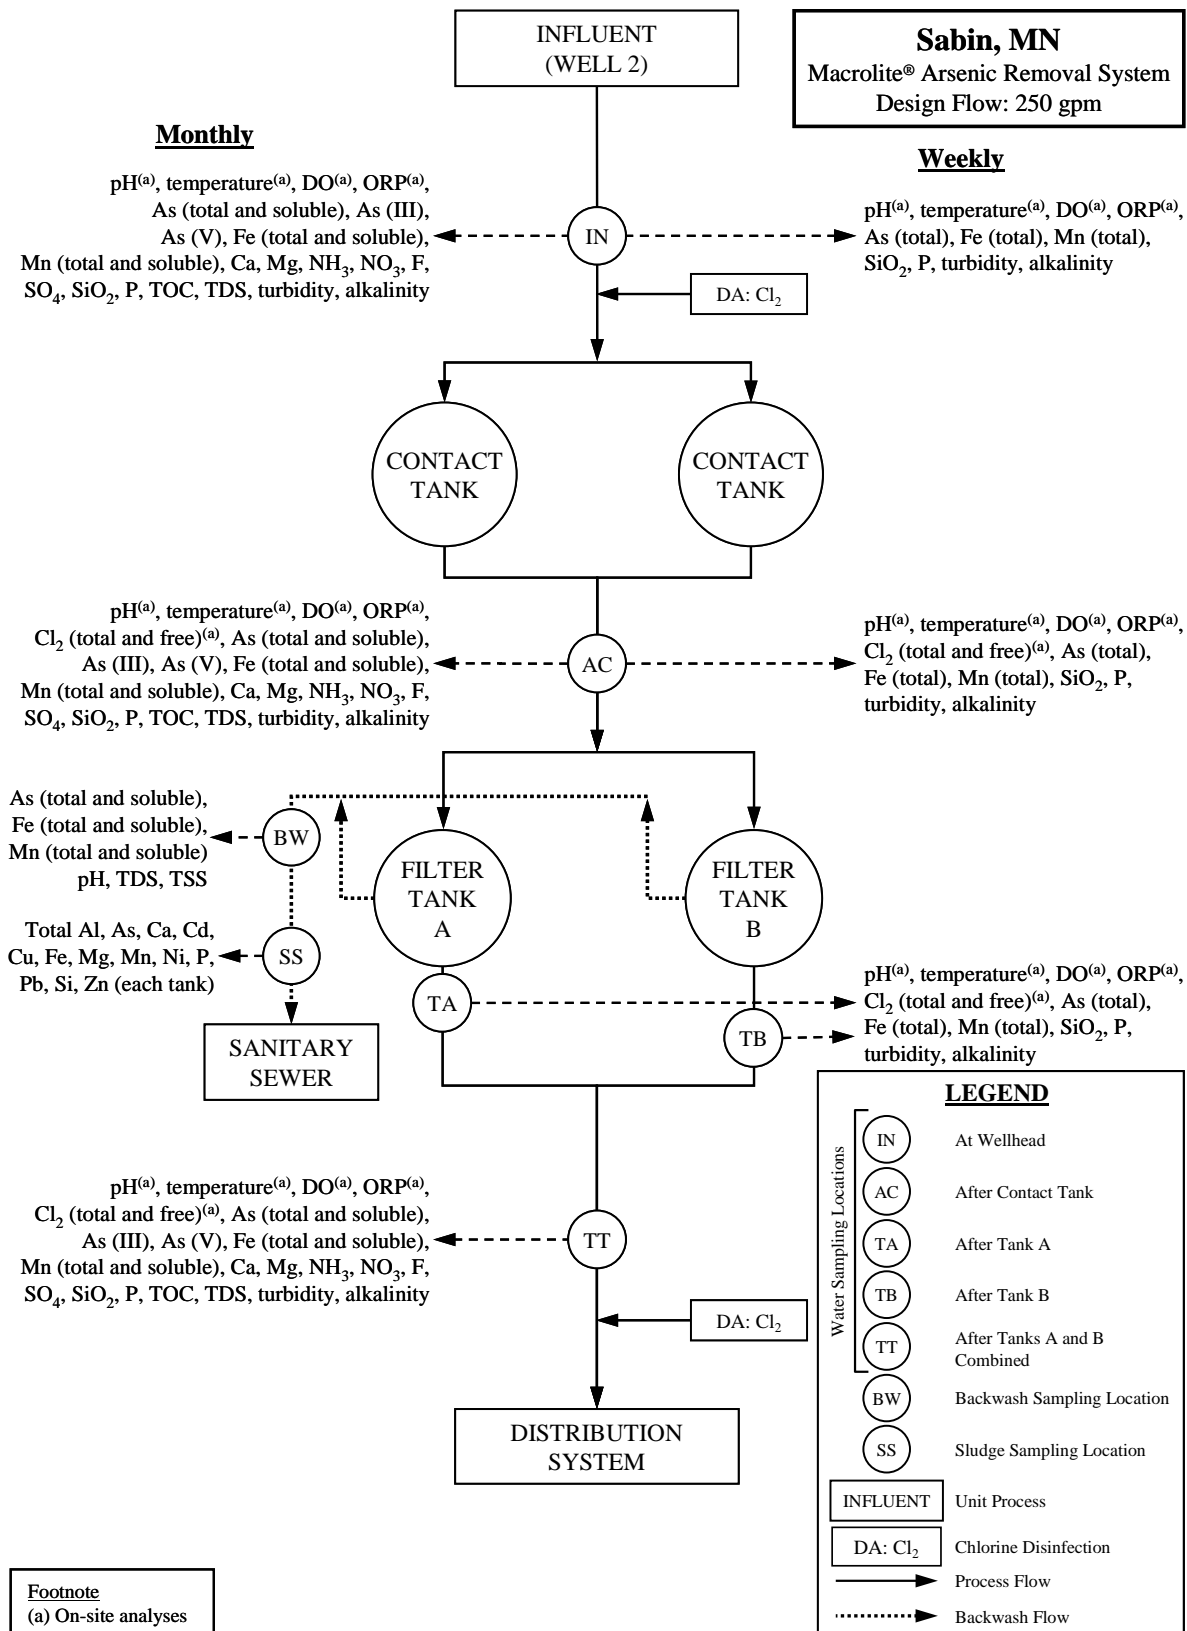 INFLUENT
(WELL 2)
Sabin, MN
Macrolite® Arsenic Removal System
Design Flow: 250 gpm
Monthly
Weekly
pH(a), temperature(a), DO(a), ORP(a),
As (total and soluble), As (III),
As (V), Fe (total and soluble),
Mn (total and soluble), Ca, Mg, NH3, NO3, F,
SO4, SiO2, P, TOC, TDS, turbidity, alkalinity
IN
pH(a), temperature(a), DO(a), ORP(a),
As (total), Fe (total), Mn (total),
SiO2, P, turbidity, alkalinity
DA: Cl2
CONTACT
TANK
CONTACT
TANK
pH(a), temperature(a), DO(a), ORP(a),
Cl2 (total and free)(a), As (total and soluble),
As (III), As (V), Fe (total and soluble),
Mn (total and soluble), Ca, Mg, NH3, NO3, F,
SO4, SiO2, P, TOC, TDS, turbidity, alkalinity
AC
pH(a), temperature(a), DO(a), ORP(a),
Cl2 (total and free)(a), As (total),
Fe (total), Mn (total), SiO2, P,
turbidity, alkalinity
As (total and soluble),
Fe (total and soluble),
Mn (total and soluble)
pH, TDS, TSS
BW
FILTER
TANK
A
FILTER
TANK
B
Total Al, As, Ca, Cd,
Cu, Fe, Mg, Mn, Ni, P,
Pb, Si, Zn (each tank)
SS
TA
TB
pH(a), temperature(a), DO(a), ORP(a),
Cl2 (total and free)(a), As (total),
Fe (total), Mn (total), SiO2, P,
turbidity, alkalinity
SANITARY
SEWER
pH(a), temperature(a), DO(a), ORP(a),
Cl2 (total and free)(a), As (total and soluble),
As (III), As (V), Fe (total and soluble),
Mn (total and soluble), Ca, Mg, NH3, NO3, F,
SO4, SiO2, P, TOC, TDS, turbidity, alkalinity
TT
DA: Cl2
DISTRIBUTION
SYSTEM
LEGEND
Water Sampling Locations
IN At Wellhead
AC After Contact Tank
TA After Tank A
TB After Tank B
TT After Tanks A and B
Combined
BW Backwash Sampling Location
SS Sludge Sampling Location
INFLUENT Unit Process
DA: Cl2 Chlorine Disinfection
Process Flow
Backwash Flow
Footnote
(a) On-site analyses